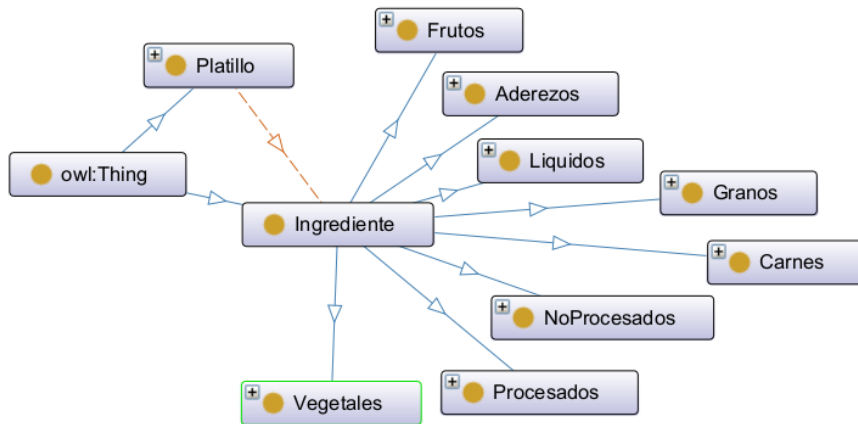 Frutos
Platillo
Aderezos
Liquidos
owl:Thing
Granos
Ingrediente
Carnes
NoProcesados
Procesados
Vegetales